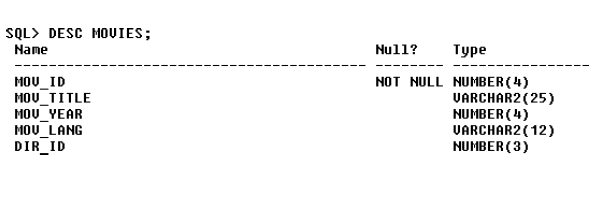 SQL> DESC MOVIES;
Name Null? Type
----------------------------------------- -------- ----------------
MOV_ID NOT NULL NUMBER(4)
MOV_TITLE VARCHAR2(25)
MOV_YEAR NUMBER(4)
MOV_LANG VARCHAR2(12)
DIR_ID NUMBER(3)